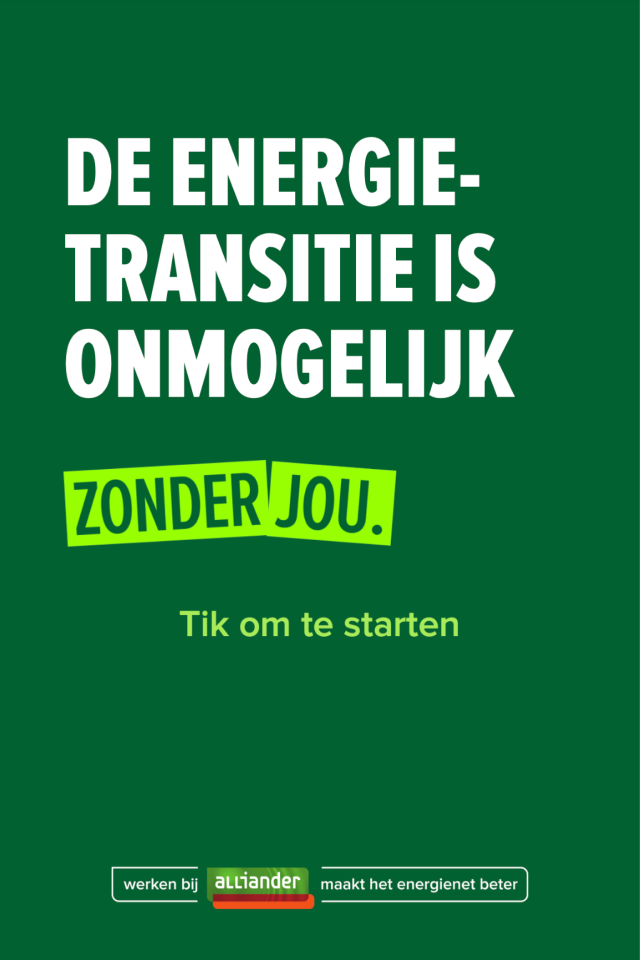 DE ENERGIE-
TRANSITIE IS
ONMOGELIJK
ZONDER JOU.
Tik om te starten
werken bij alliander maakt het energienet beter